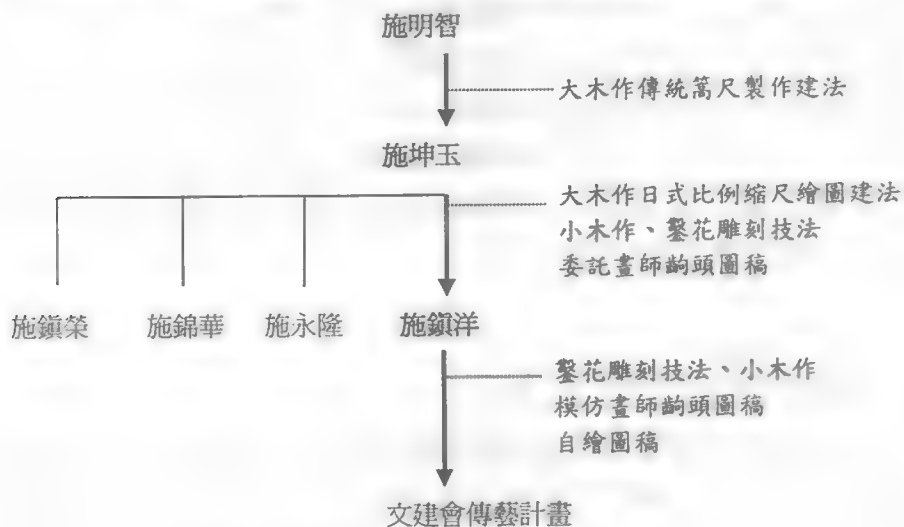 施明智
大木作傳統篙尺製作建法
施坤玉
大木作日式比例縮尺繪圖建法
小木作、鑿花雕刻技法
委託畫師齣頭圖稿
施鎮榮
施錦華
施永隆
施鎮洋
鑿花雕刻技法、小木作
模仿畫師齣頭圖稿
自繪圖稿
文建會傳藝計畫